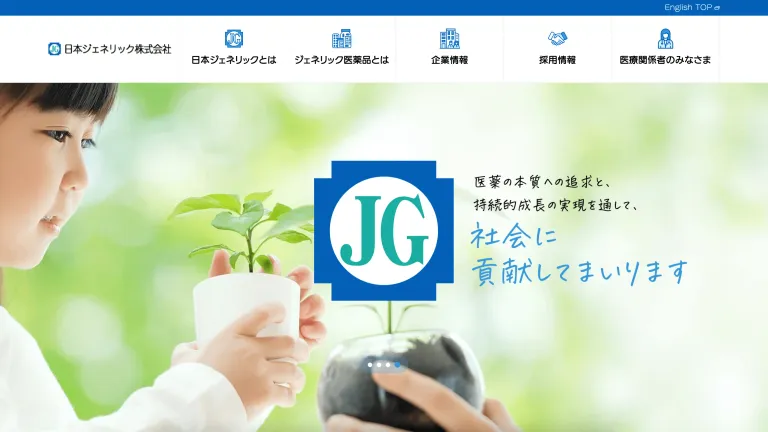 English TOP
日本ジェネリック株式会社
日本ジェネリックとは
ジェネリック医薬品とは
企業情報
採用情報
医療関係者のみなさま
JG
医薬の本質への追求と、
持続的成長の実現を通して、
社会に
貢献してまいります